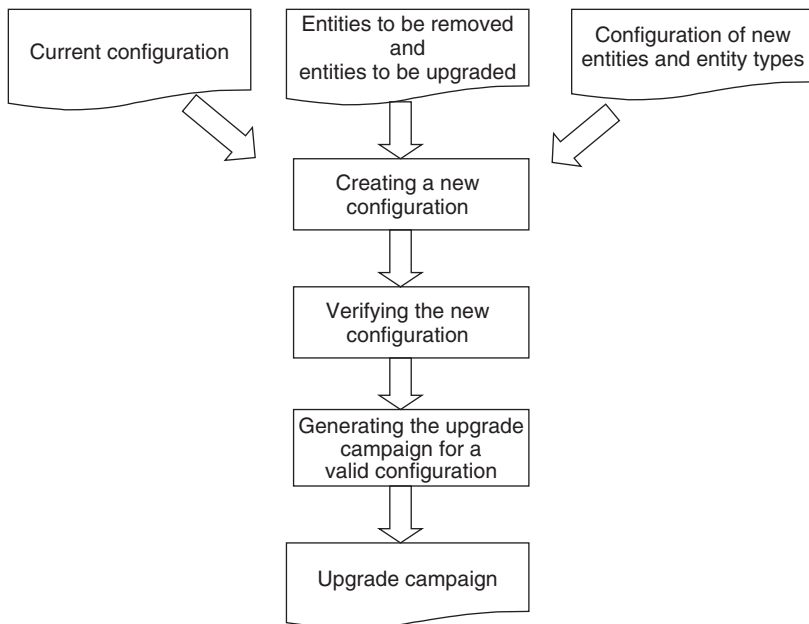 Current configuration
Entities to be removed
and
entities to be upgraded
Configuration of new
entities and entity types
Creating a new
configuration
Verifying the new
configuration
Generating the upgrade
campaign for a
valid configuration
Upgrade campaign